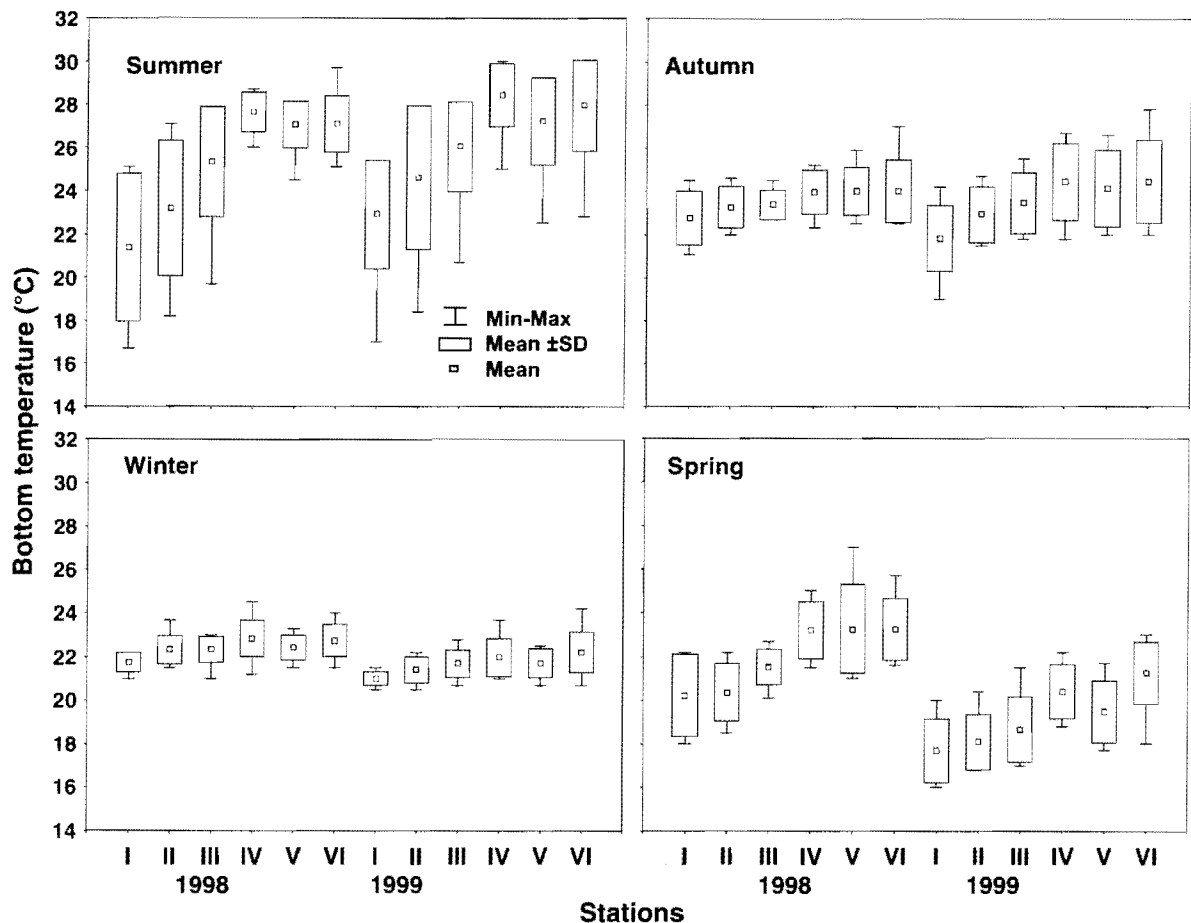 Bottom temperature (°C)
32
30
28
26
24
22
20
18
16
14
Summer
Min-Max
Mean ±SD
Mean
Autumn
32
30
28
26
24
22
20
18
16
14
Winter
Spring
I II III IV V VI I II III IV V VI
1998 1999
I II III IV V VI I II III IV V VI
1998 1999
Stations